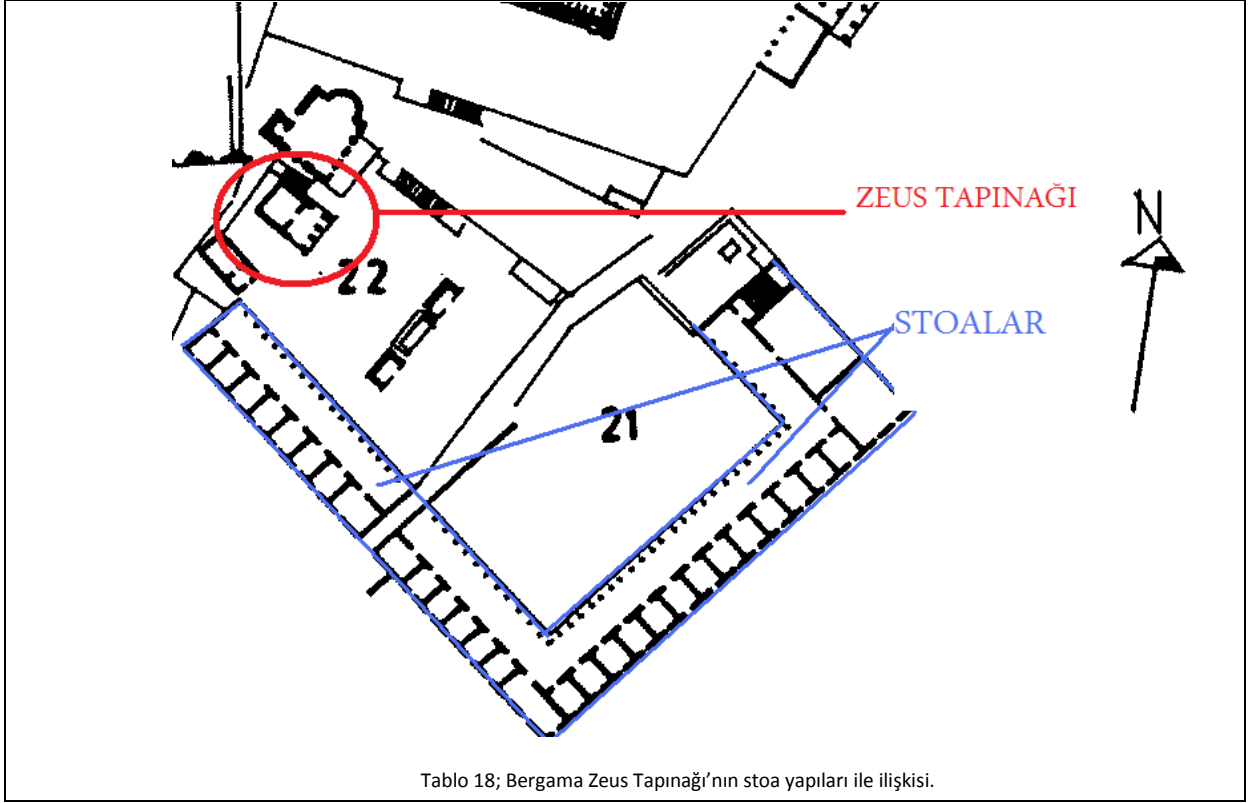 ZEUS TAPINAĞI
N
22
STOALAR
21
Tablo 18; Bergama Zeus Tapınağı’nın stoa yapıları ile ilişkisi.